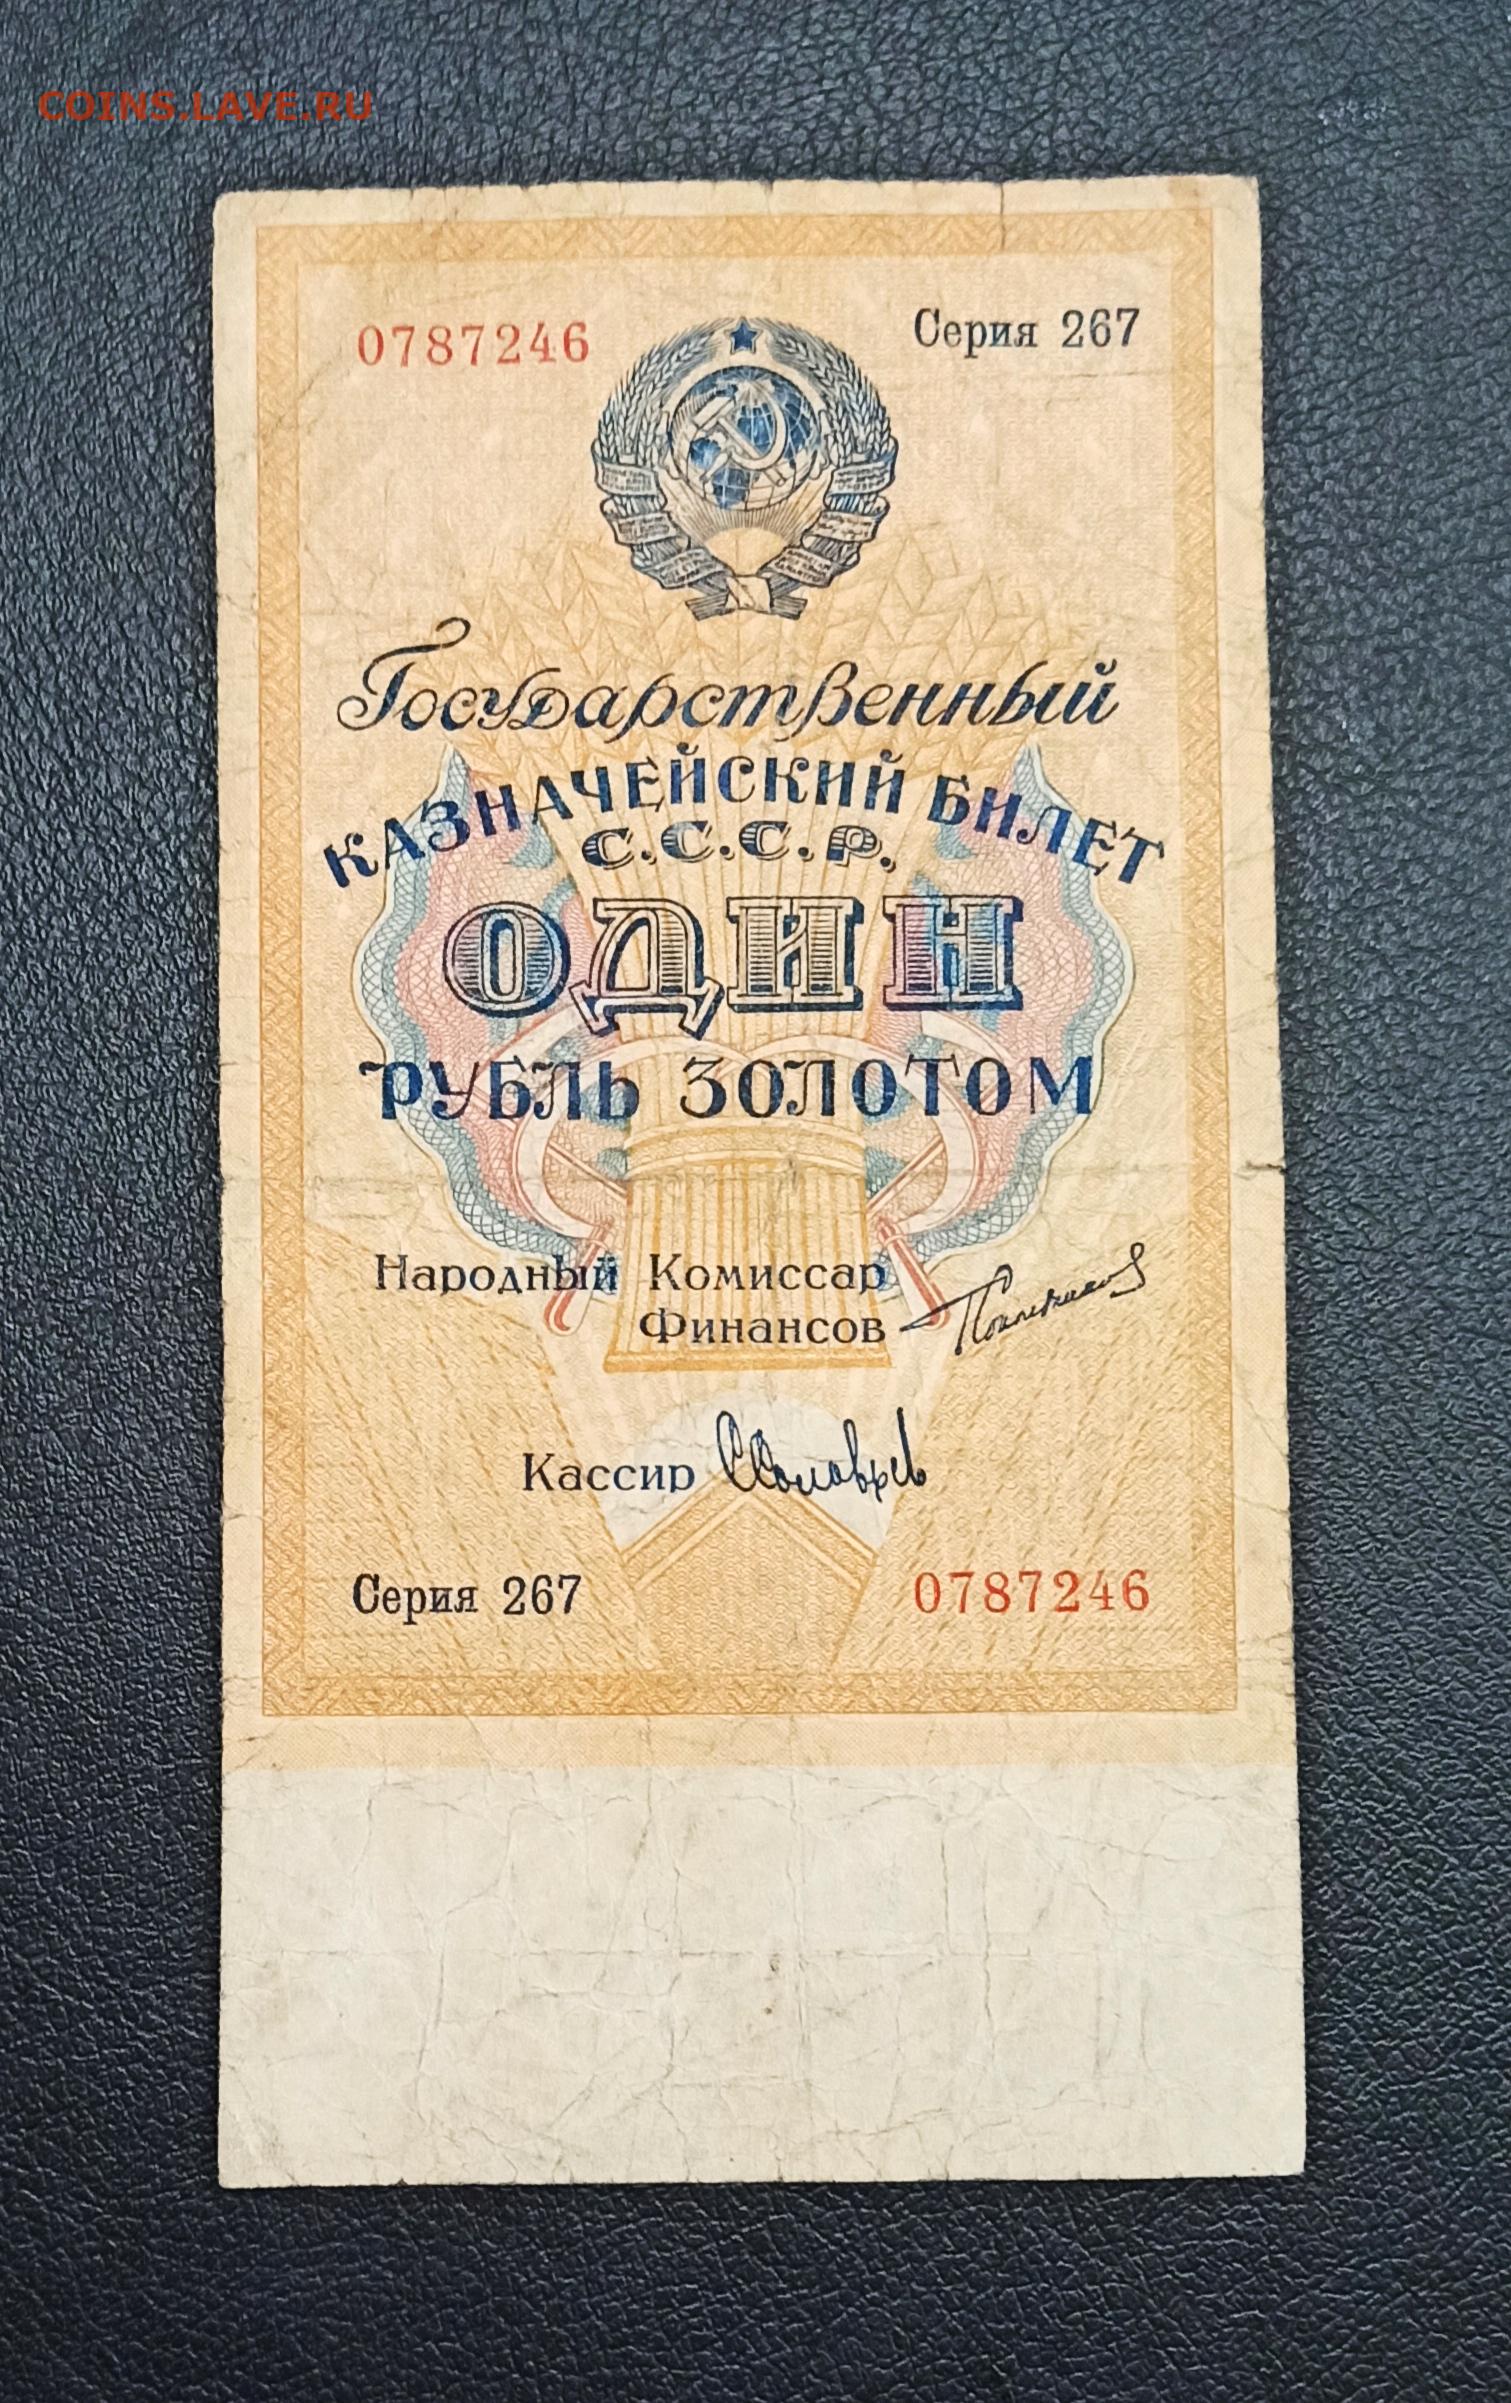 COINS.LAVE.RU
0787246
Серия 267
Государственный
КАЗНАЧЕЙСКИЙ БИЛЕТ
С.С.С.Р.
ОДИН
РУБЛЬ ЗОЛОТОМ
Народный Комиссар
Финансов
Кассир
Серия 267
0787246